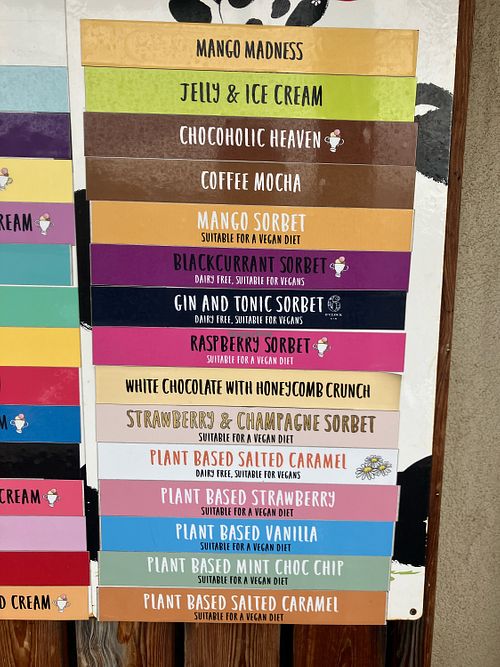 MANGO MADNESS
JELLY & ICE CREAM
CHOCOHOLIC HEAVEN
COFFEE MOCHA
MANGO SORBET
SUITABLE FOR A VEGAN DIET
BLACKCURRANT SORBET
DAIRY FREE, SUITABLE FOR VEGANS
GIN AND TONIC SORBET
DAIRY FREE, SUITABLE FOR VEGANS
RASPBERRY SORBET
SUITABLE FOR A VEGAN DIET
WHITE CHOCOLATE WITH HONEYCOMB CRUNCH
STRAWBERRY & CHAMPAGNE SORBET
SUITABLE FOR A VEGAN DIET
PLANT BASED SALTED CARAMEL
DAIRY FREE, SUITABLE FOR VEGANS
PLANT BASED STRAWBERRY
SUITABLE FOR A VEGAN DIET
PLANT BASED VANILLA
SUITABLE FOR A VEGAN DIET
PLANT BASED MINT CHOC CHIP
SUITABLE FOR A VEGAN DIET
PLANT BASED SALTED CARAMEL
SUITABLE FOR A VEGAN DIET
REAM
M
CREAM
D CREAM